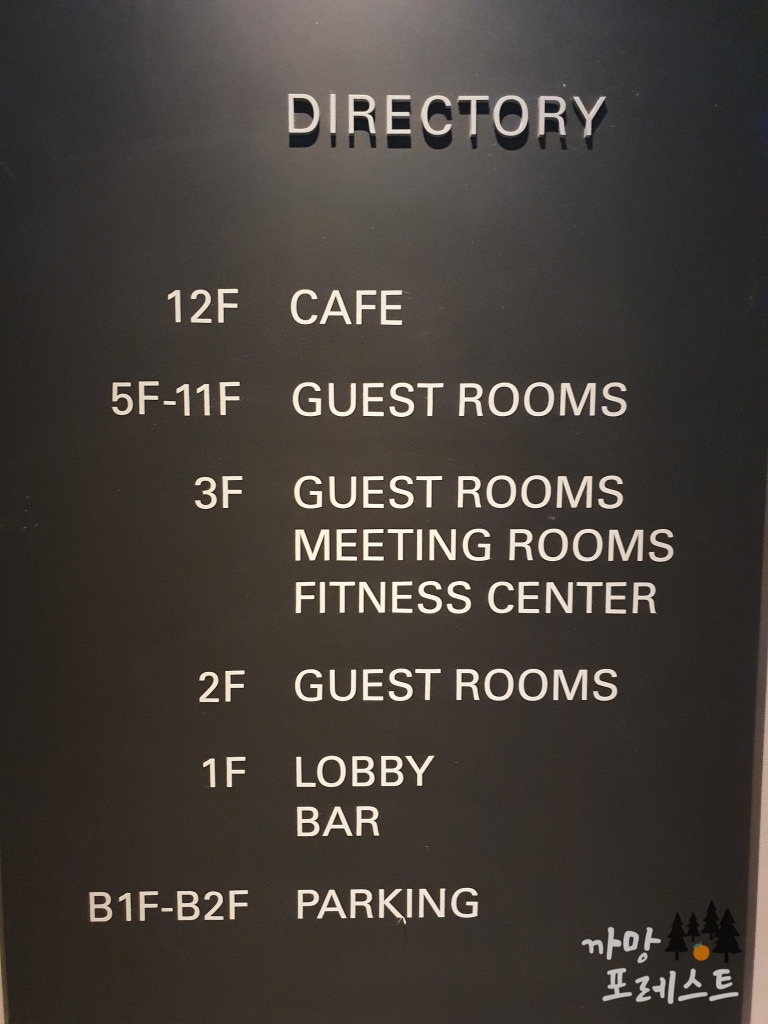 DIRECTORY
12F CAFE
5F-11F GUEST ROOMS
3F GUEST ROOMS
MEETING ROOMS
FITNESS CENTER
2F GUEST ROOMS
1F LOBBY
BAR
B1F-B2F PARKING
까망
포레스트